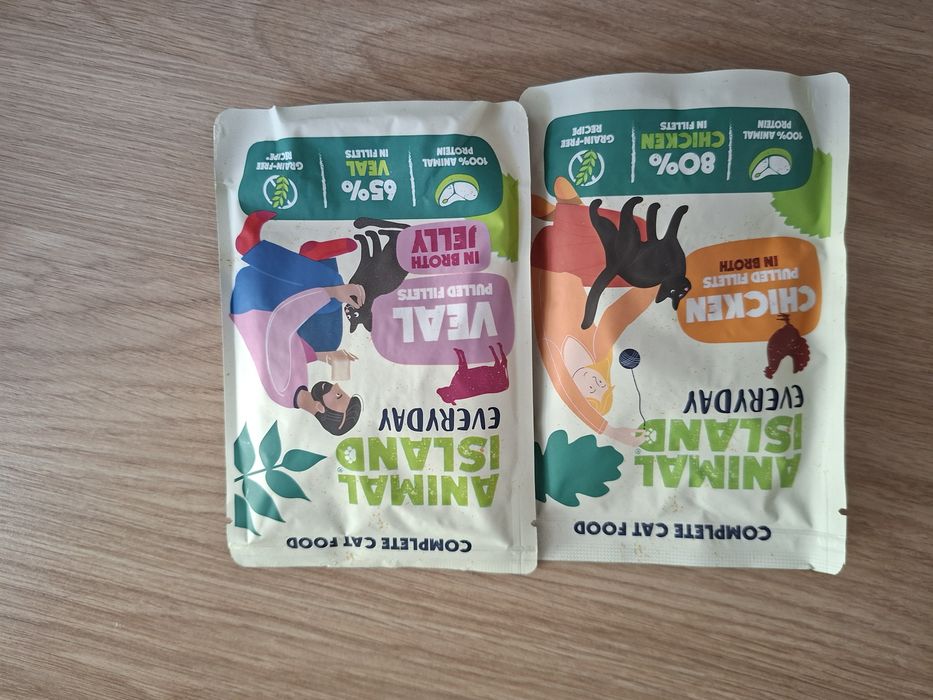 COMPLETE CAT FOOD
ANIMAL
ISLAND®
EVERYDAY
CHICKEN
PULLED FILLETS
IN BROTH
100% ANIMAL
PROTEIN
80%
CHICKEN
IN FILLETS
GRAIN-FREE
RECIPE
COMPLETE CAT FOOD
ANIMAL
ISLAND®
EVERYDAY
VEAL
PULLED FILLETS
IN BROTH
JELLY
100% ANIMAL
PROTEIN
65%
VEAL
IN FILLETS
GRAIN-FREE
RECIPE*